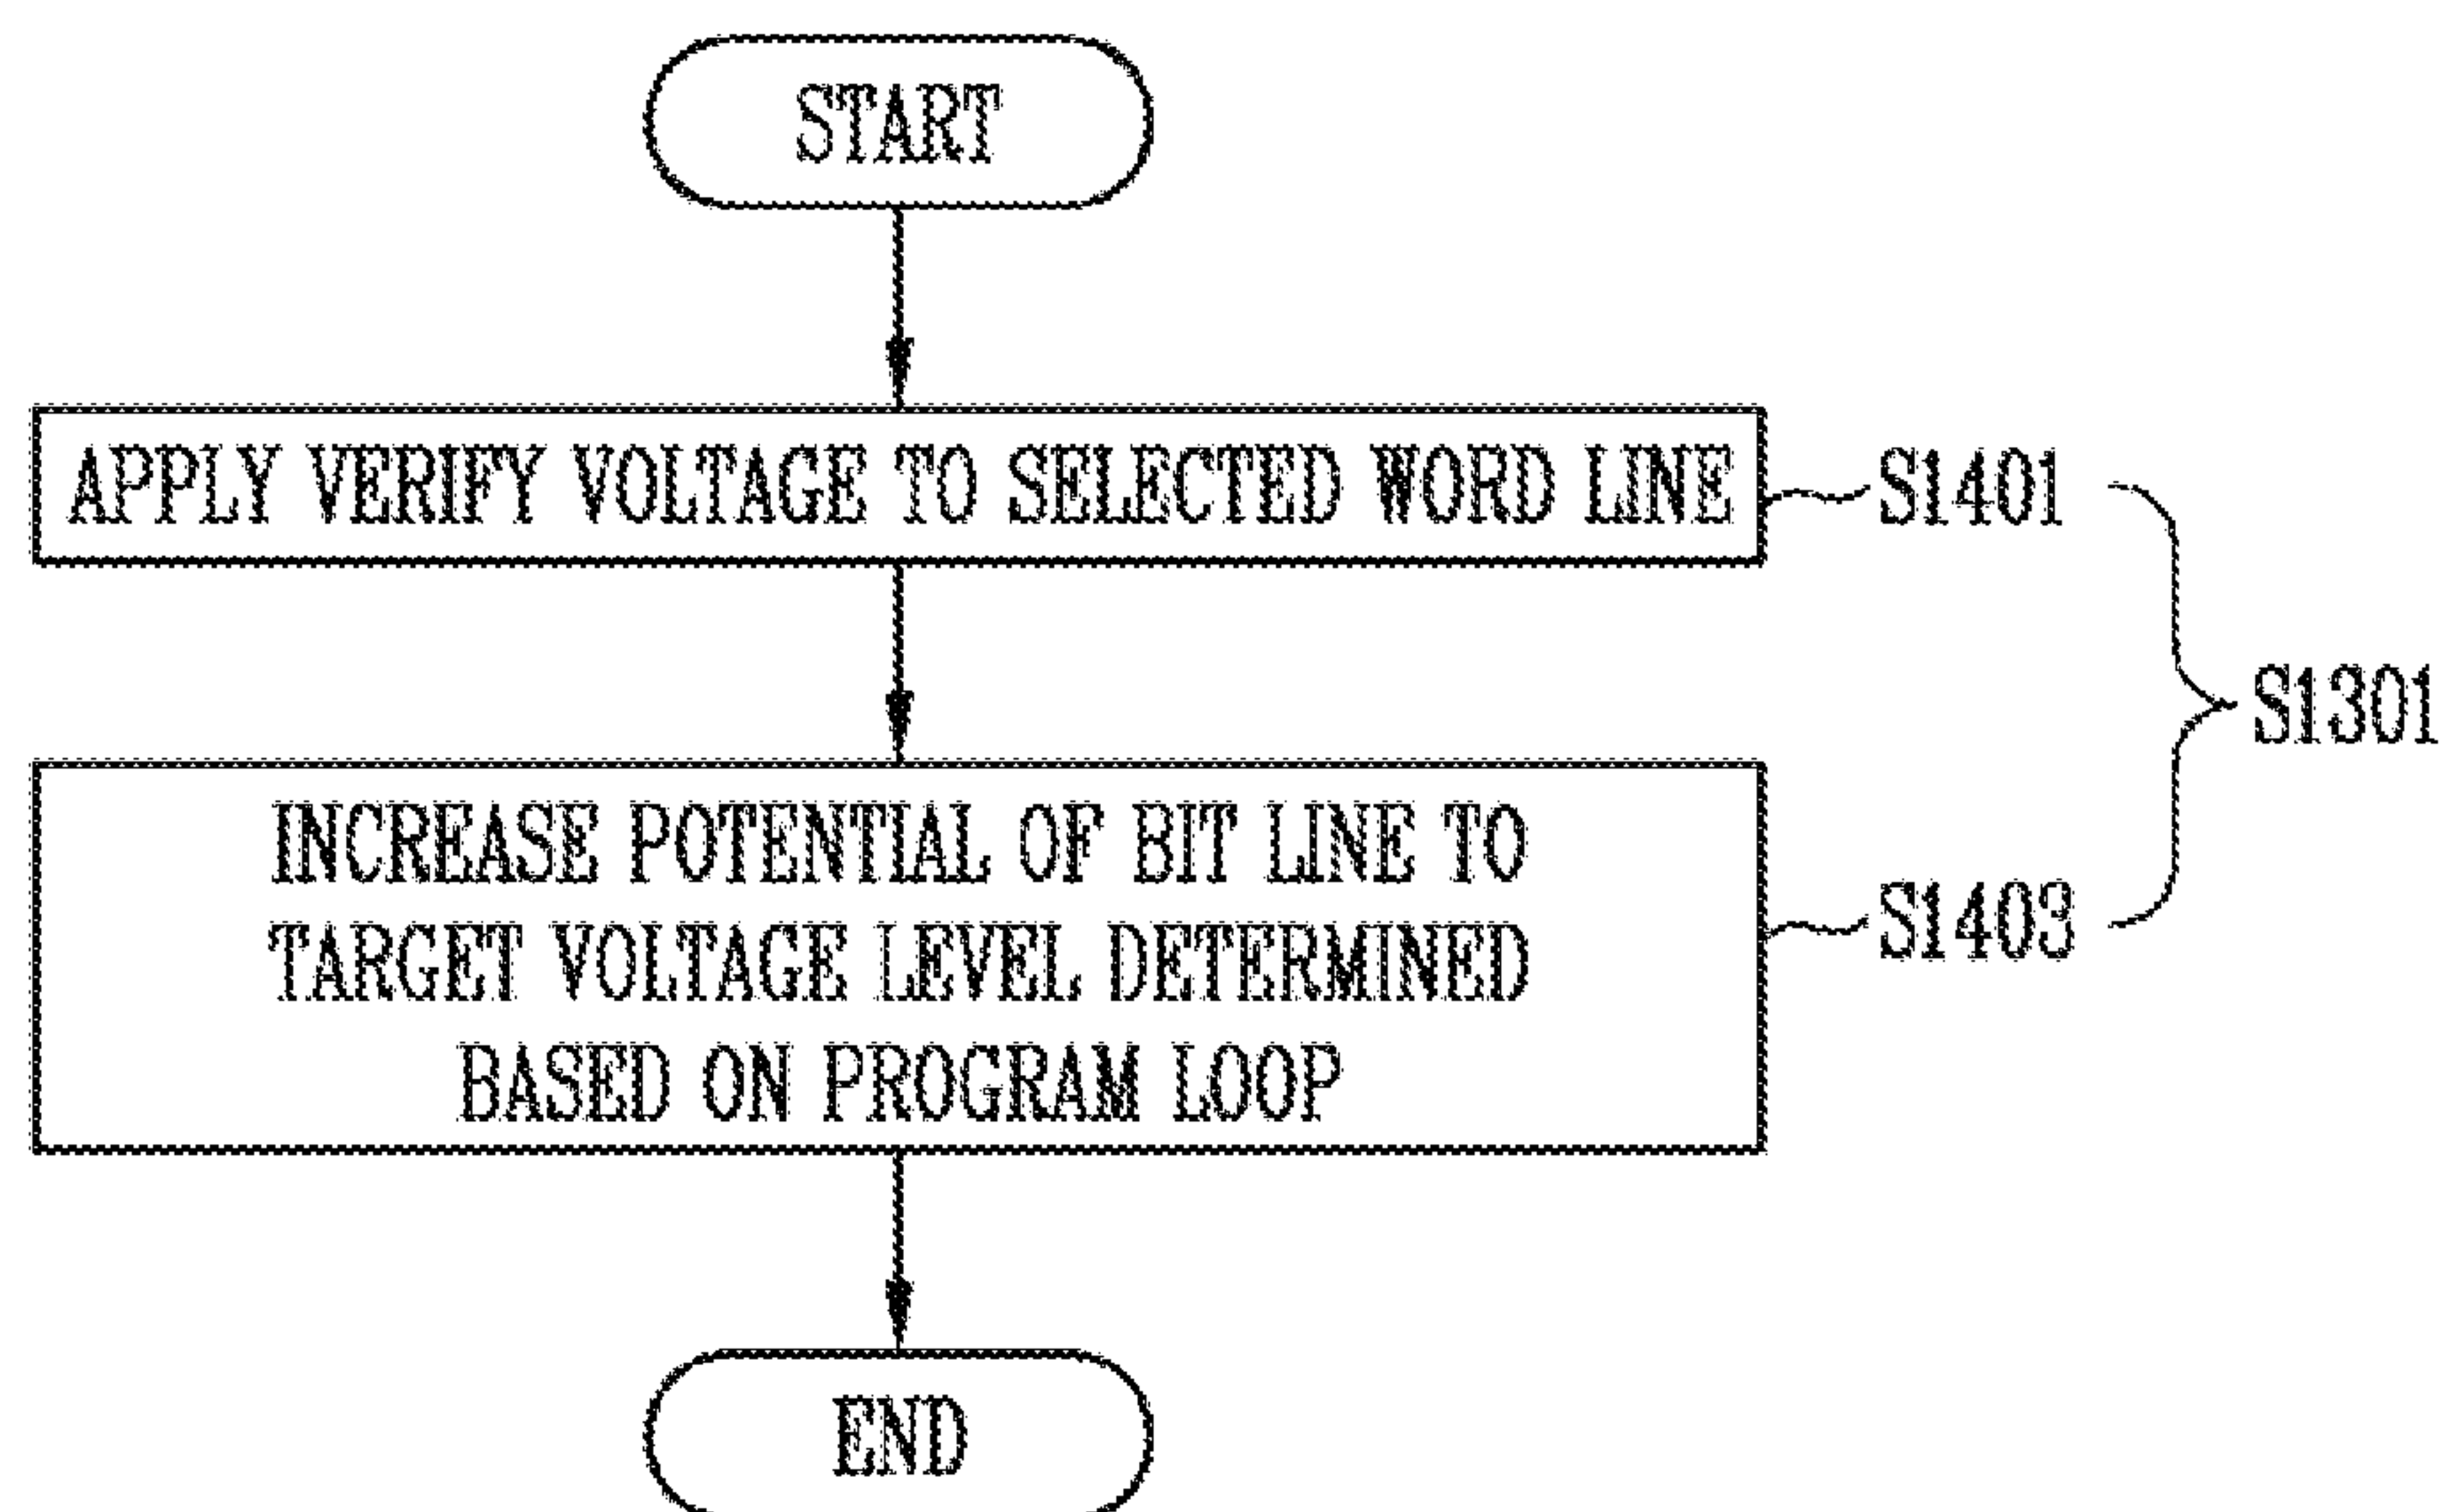 START
APPLY VERIFY VOLTAGE TO SELECTED WORD LINE
S1401
S1301
INCREASE POTENTIAL OF BIT LINE TO
TARGET VOLTAGE LEVEL DETERMINED
BASED ON PROGRAM LOOP
S1403
END